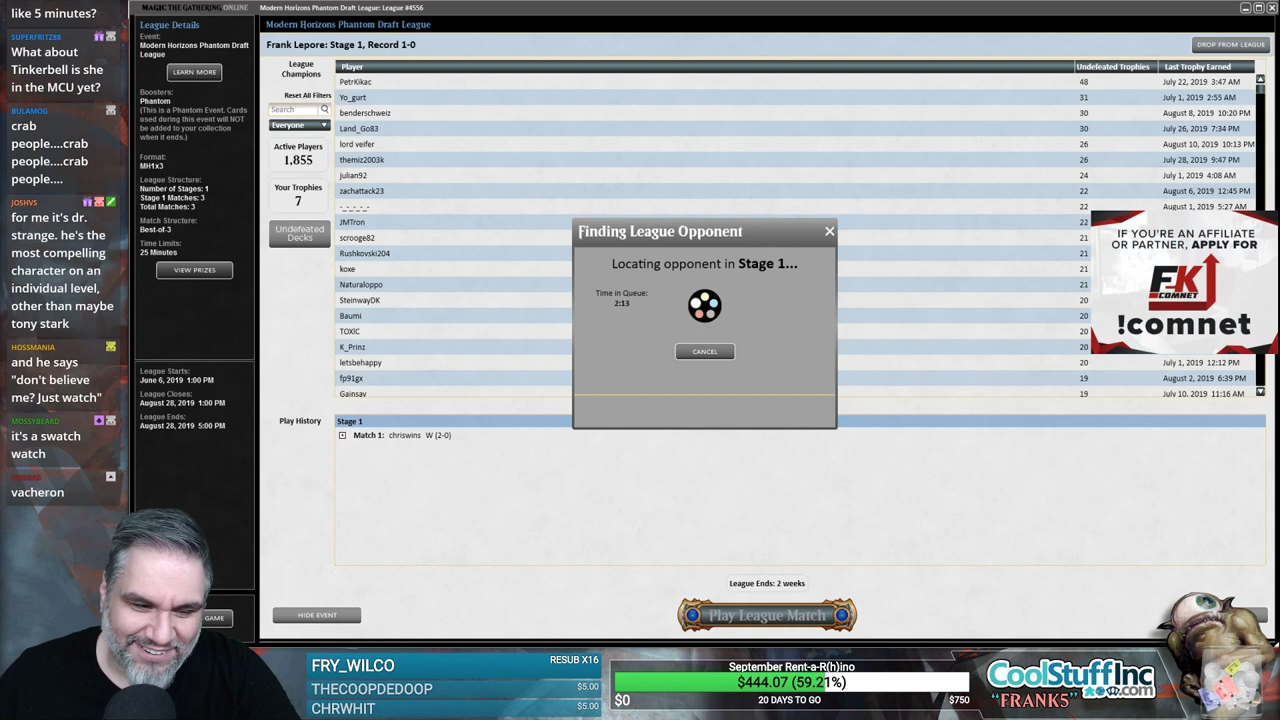 like 5 minutes?
SUPERFRITZ88
What about
Tinkerbell is she
in the MCU yet?
BULAMOG
crab
people....crab
people....crab
people....
JOSHVS
for me it's dr.
strange. he's the
most compelling
character on an
individual level,
other than maybe
tony stark
HOSSMANIA
and he says
"don't believe
me? Just watch"
MOSSYBEARD
it's a swatch
watch
vacheron
MAGIC THE GATHERING ONLINE
Modern Horizons Phantom Draft League: League #4556
League Details
Event:
Modern Horizons Phantom Draft
League
LEARN MORE
Boosters:
Phantom
(This is a Phantom Event. Cards
used during this event will NOT
be added to your collection
when it ends.)
Format:
MH1x3
League Structure:
Number of Stages: 1
Stage 1 Matches: 3
Total Matches: 3
Match Structure:
Best-of-3
Time Limits:
25 Minutes
VIEW PRIZES
League Starts:
June 6, 2019 1:00 PM
League Closes:
August 28, 2019 1:00 PM
League Ends:
August 28, 2019 5:00 PM
GAME
Modern Horizons Phantom Draft League
Frank Lepore: Stage 1, Record 1-0
DROP FROM LEAGUE
League
Champions
Reset All Filters
Search
Everyone
Active Players
1,855
Your Trophies
7
Undefeated
Decks
Player Undefeated Trophies Last Trophy Earned
PetrKikac 48 July 22, 2019 3:47 AM
Yo_gurt 31 July 1, 2019 2:55 AM
benderschweiz 30 August 8, 2019 10:20 PM
Land_Go83 30 July 26, 2019 7:34 PM
lord veifer 26 August 10, 2019 10:13 PM
themiz2003k 26 July 28, 2019 9:47 PM
julian92 24 July 1, 2019 4:08 AM
zachattack23 22 August 6, 2019 12:45 PM
-_-_-_-_- 22 August 1, 2019 5:27 AM
JMTron 22
scrooge82 21
Rushkovski204 21
koxe 21
Naturaloppo 21
SteinwayDK 20
Baumi 20
TOXIC 20
K_Prinz 20
letsbehappy 20 July 1, 2019 12:12 PM
fp91gx 19 August 2, 2019 6:39 PM
Gainsay 19 July 10, 2019 11:16 AM
Finding League Opponent
Locating opponent in Stage 1...
Time in Queue:
2:13
CANCEL
IF YOU'RE AN AFFILIATE
OR PARTNER, APPLY FOR
COMNET
!comnet
Play History
Stage 1
Match 1: chriswins W (2-0)
League Ends: 2 weeks
HIDE EVENT
Play League Match
FRY_WILCO RESUB X16
THECOOPDEDOOP $5.00
CHRWHIT $5.00
September Rent-a-R(h)ino
$444.07 (59.21%)
$0 20 DAYS TO GO $750
CoolStuffInc
.com
"FRANK5"